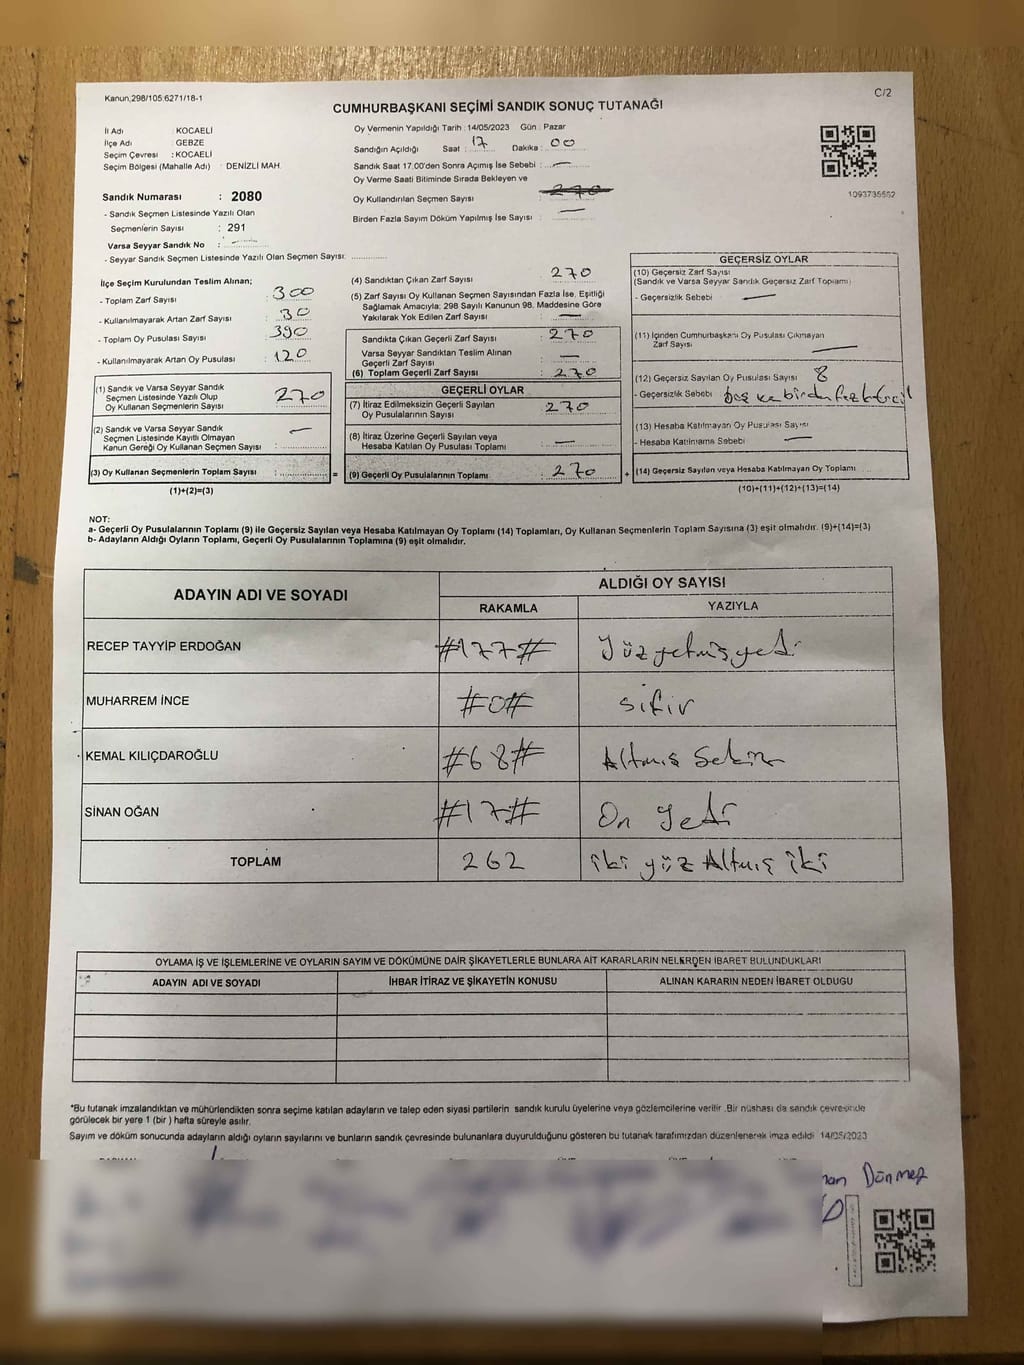 Kanun,298/105:6271/18-1
C/2
CUMHURBAŞKANI SEÇİMİ SANDIK SONUÇ TUTANAĞI
İl Adı : KOCAELİ
İlçe Adı : GEBZE
Seçim Çevresi : KOCAELİ
Seçim Bölgesi (Mahalle Adı) : DENİZLİ MAH.
Oy Vermenin Yapıldığı Tarih : 14/05/2023 Gün : Pazar
Sandığın Açıldığı Saat : 17 Dakika : 00
Sandık Saat 17.00'den Sonra Açımış İse Sebebi : —
Oy Verme Saati Bitiminde Sırada Bekleyen ve
Oy Kullandırılan Seçmen Sayısı :
Birden Fazla Sayım Döküm Yapılmış İse Sayısı : —
1093735552
Sandık Numarası : 2080
- Sandık Seçmen Listesinde Yazılı Olan
Seçmenlerin Sayısı : 291
Varsa Seyyar Sandık No : —
- Seyyar Sandık Seçmen Listesinde Yazılı Olan Seçmen Sayısı: ..............
İlçe Seçim Kurulundan Teslim Alınan;
- Toplam Zarf Sayısı : 300
- Kullanılmayarak Artan Zarf Sayısı : 30
- Toplam Oy Pusulası Sayısı : 390
- Kullanılmayarak Artan Oy Pusulası : 120
(1) Sandık ve Varsa Seyyar Sandık
Seçmen Listesinde Yazılı Olup
Oy Kullanan Seçmenlerin Sayısı : 270
(2) Sandık ve Varsa Seyyar Sandık
Seçmen Listesinde Kayıtlı Olmayan
Kanun Gereği Oy Kullanan Seçmen Sayısı : —
(3) Oy Kullanan Seçmenlerin Toplam Sayısı : ............
(1)+(2)=(3)
(4) Sandıktan Çıkan Zarf Sayısı : 270
(5) Zarf Sayısı Oy Kullanan Seçmen Sayısından Fazla İse, Eşitliği
Sağlamak Amacıyla, 298 Sayılı Kanunun 98. Maddesine Göre
Yakılarak Yok Edilen Zarf Sayısı : —
Sandıkta Çıkan Geçerli Zarf Sayısı : 270
Varsa Seyyar Sandıktan Teslim Alınan
Geçerli Zarf Sayısı : —
(6) Toplam Geçerli Zarf Sayısı : 270
GEÇERLİ OYLAR
(7) İtiraz Edilmeksizin Geçerli Sayılan
Oy Pusulalarının Sayısı : 270
(8) İtiraz Üzerine Geçerli Sayılan veya
Hesaba Katılan Oy Pusulası Toplamı : —
= (9) Geçerli Oy Pusulalarının Toplamı : 270 +
GEÇERSİZ OYLAR
(10) Geçersiz Zarf Sayısı
(Sandık ve Varsa Seyyar Sandık Geçersiz Zarf Toplamı)
- Geçersizlik Sebebi : —
(11) İçinden Cumhurbaşkanı Oy Pusulası Çıkmayan
Zarf Sayısı —
(12) Geçersiz Sayılan Oy Pusulası Sayısı : 8
- Geçersizlik Sebebi : boş ve birden fazla
(13) Hesaba Katılmayan Oy Pusulası Sayısı
- Hesaba Katılmama Sebebi : —
(14) Geçersiz Sayılan veya Hesaba Katılmayan Oy Toplamı
(10)+(11)+(12)+(13)=(14)
NOT:
a- Geçerli Oy Pusulalarının Toplamı (9) ile Geçersiz Sayılan veya Hesaba Katılmayan Oy Toplamı (14) Toplamları, Oy Kullanan Seçmenlerin Toplam Sayısına (3) eşit olmalıdır. (9)+(14)=(3)
b- Adayların Aldığı Oyların Toplamı, Geçerli Oy Pusulalarının Toplamına (9) eşit olmalıdır.
ADAYIN ADI VE SOYADI
ALDIĞI OY SAYISI
RAKAMLA YAZIYLA
RECEP TAYYİP ERDOĞAN #177# Yüzyetmişyedi
MUHARREM İNCE #0# sıfır
KEMAL KILIÇDAROĞLU #68# Altmış Sekiz
SİNAN OĞAN #17# On yedi
TOPLAM 262 iki yüz Altmış iki
OYLAMA İŞ VE İŞLEMLERİNE VE OYLARIN SAYIM VE DÖKÜMÜNE DAİR ŞİKAYETLERLE BUNLARA AİT KARARLARIN NELERDEN İBARET BULUNDUKLARI
ADAYIN ADI VE SOYADI İHBAR İTİRAZ VE ŞİKAYETİN KONUSU ALINAN KARARIN NEDEN İBARET OLDUGU
*Bu tutanak imzalandıktan ve mühürlendikten sonra seçime katılan adayların ve talep eden siyasi partilerin sandık kurulu üyelerine veya gözlemcilerine verilir .Bir nüshası da sandık çevresinde
görülecek bir yere 1 (bir ) hafta süreyle asılır.
Sayım ve döküm sonucunda adayların aldığı oyların sayılarını ve bunların sandık çevresinde bulunanlara duyurulduğunu gösteren bu tutanak tarafımızdan düzenlenerek imza edildi 14/05/2023
Dönmez